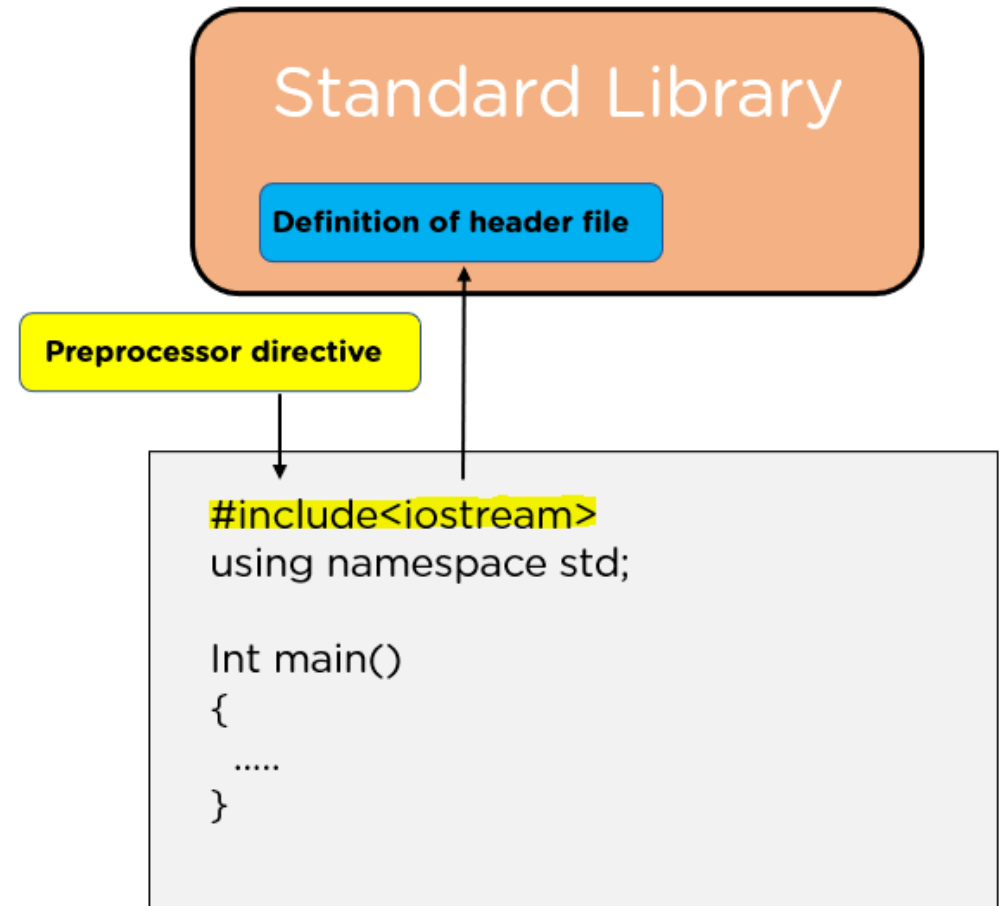 Standard Library
Definition of header file
Preprocessor directive
#include<iostream>
using namespace std;
Int main()
{
.....
}